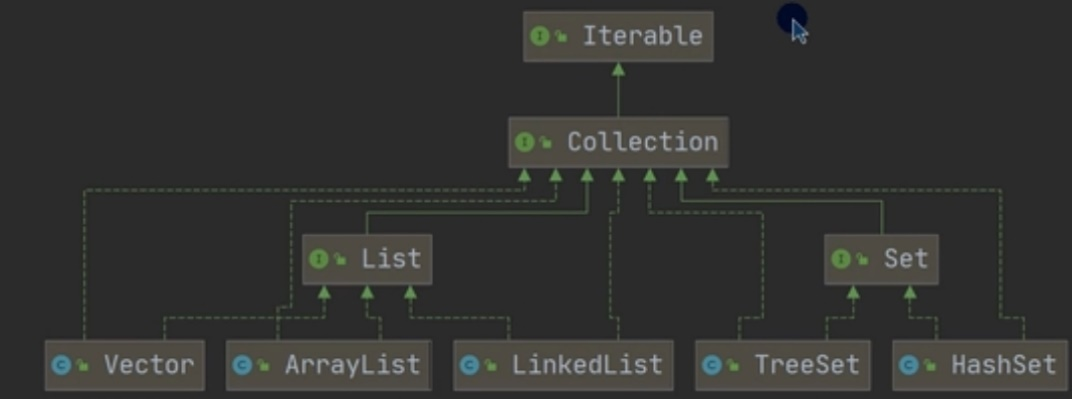 Iterable
Collection
List
Set
Vector
ArrayList
LinkedList
TreeSet
HashSet